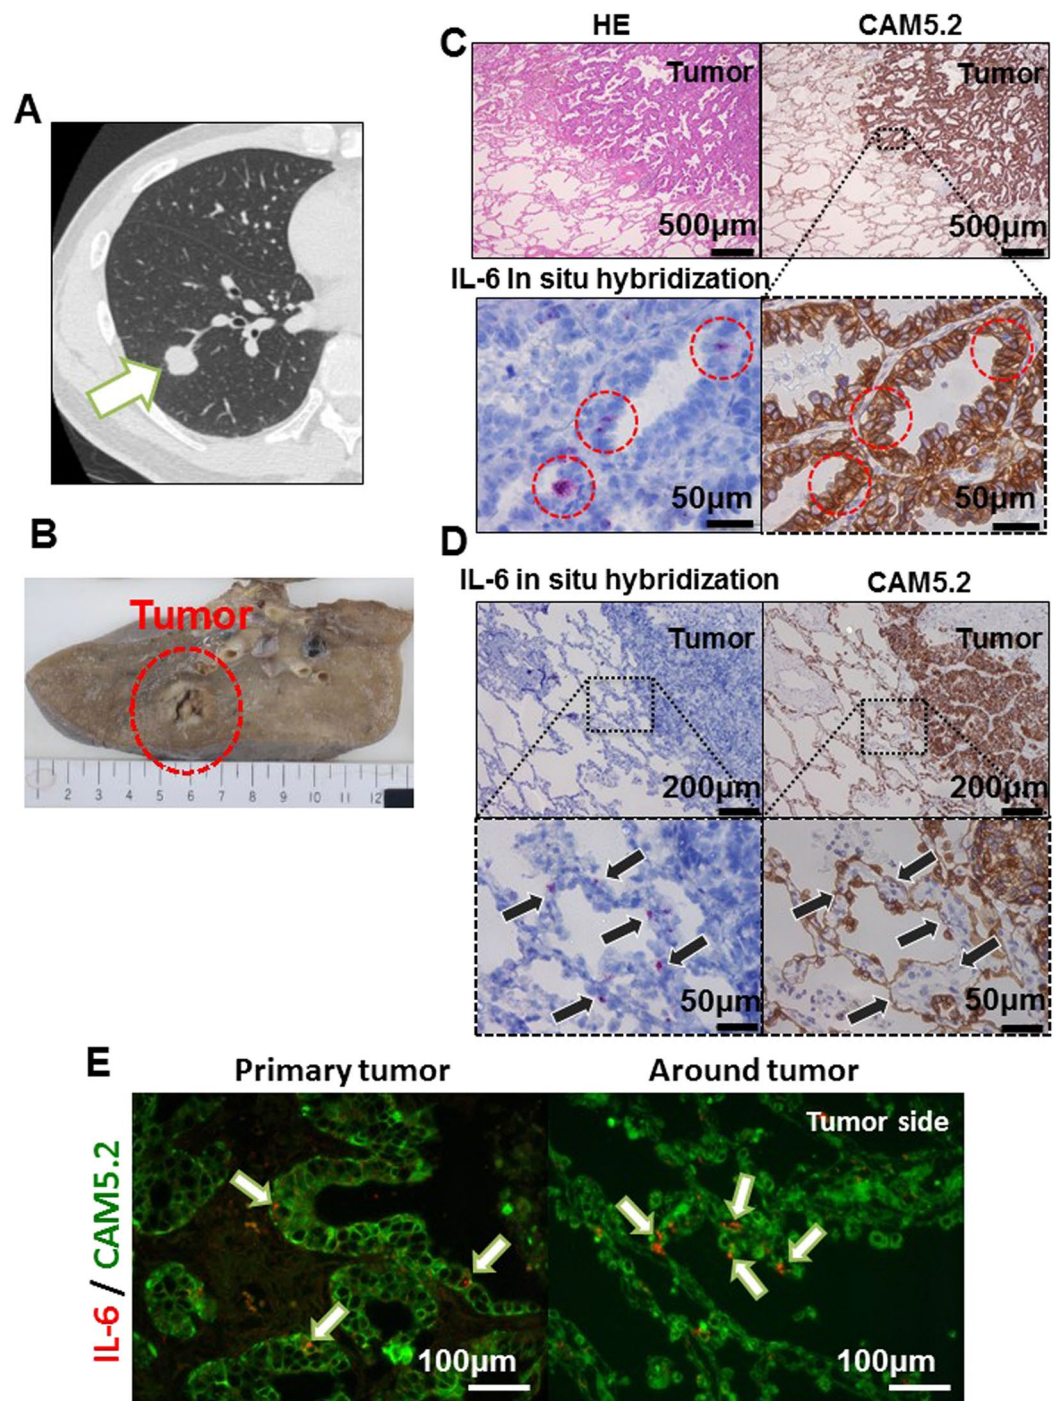 A
B
Tumor
2 3 4 5 6 7 8 9 10 11 12
C
HE
CAM5.2
Tumor
Tumor
500μm
500μm
IL-6 In situ hybridization
50μm
50μm
D
IL-6 in situ hybridization
CAM5.2
Tumor
Tumor
200μm
200μm
50μm
50μm
E
Primary tumor
Around tumor
IL-6 / CAM5.2
Tumor side
100μm
100μm